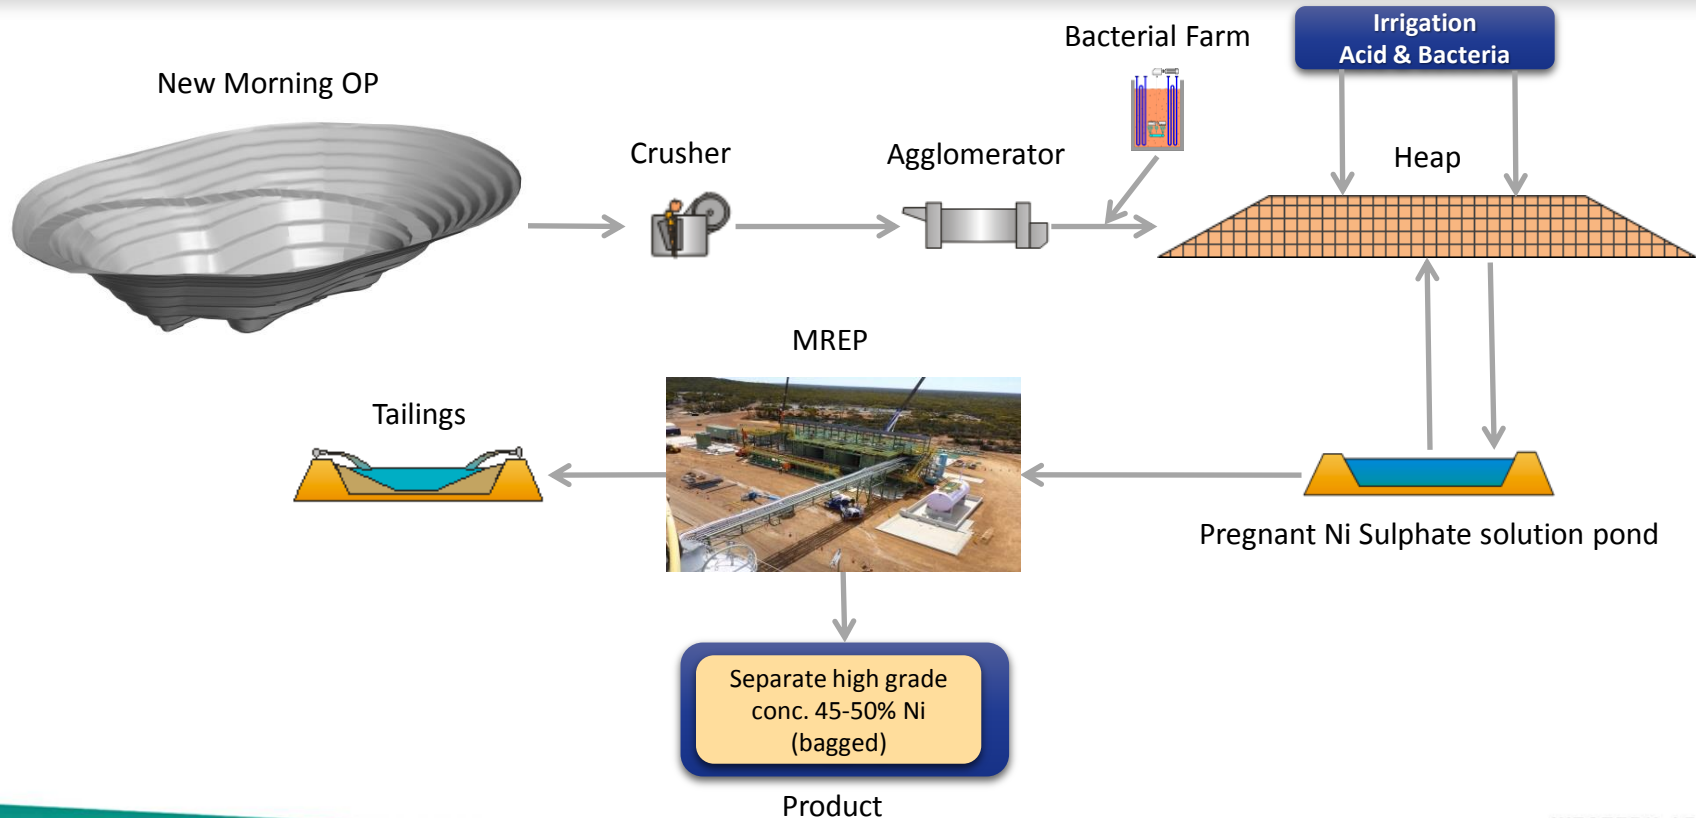 Irrigation
Acid & Bacteria
Bacterial Farm
New Morning OP
Crusher
Agglomerator
Heap
MREP
Tailings
Pregnant Ni Sulphate solution pond
Separate high grade
conc. 45-50% Ni
(bagged)
Product